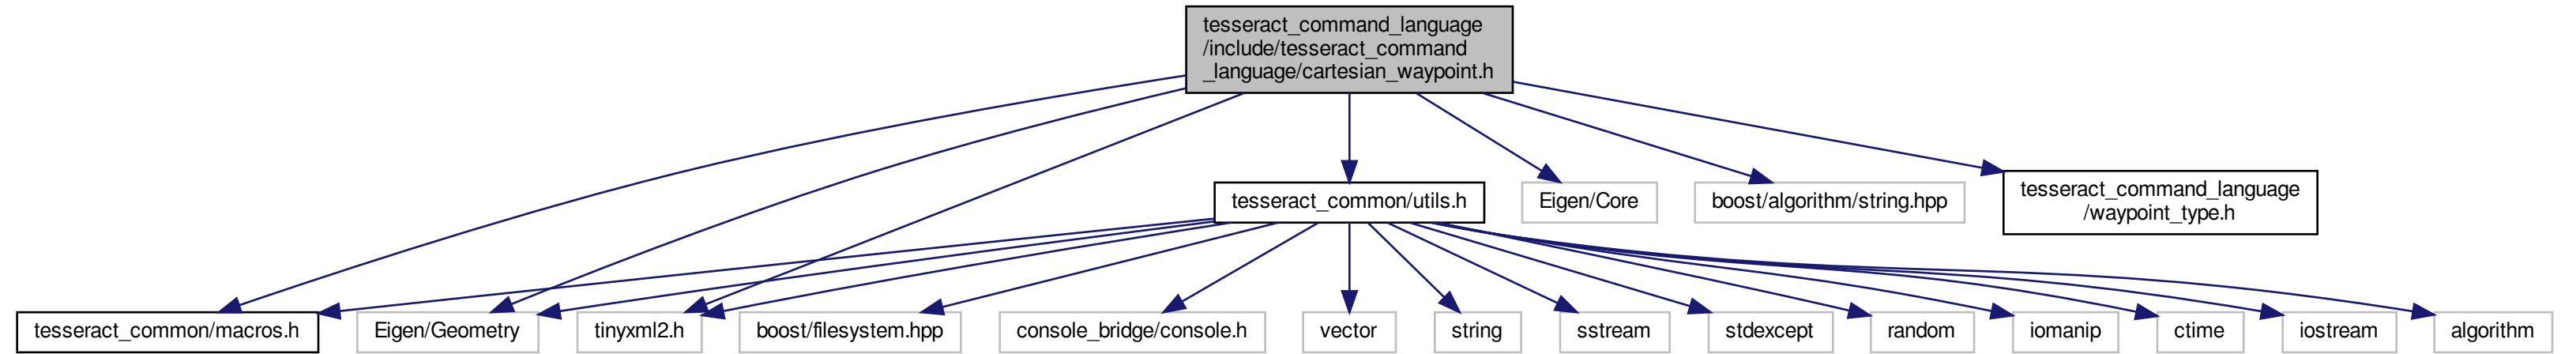 tesseract_command_language
/include/tesseract_command
_language/cartesian_waypoint.h
tesseract_common/utils.h
Eigen/Core
boost/algorithm/string.hpp
tesseract_command_language
/waypoint_type.h
tesseract_common/macros.h
Eigen/Geometry
tinyxml2.h
boost/filesystem.hpp
console_bridge/console.h
vector
string
sstream
stdexcept
random
iomanip
ctime
iostream
algorithm